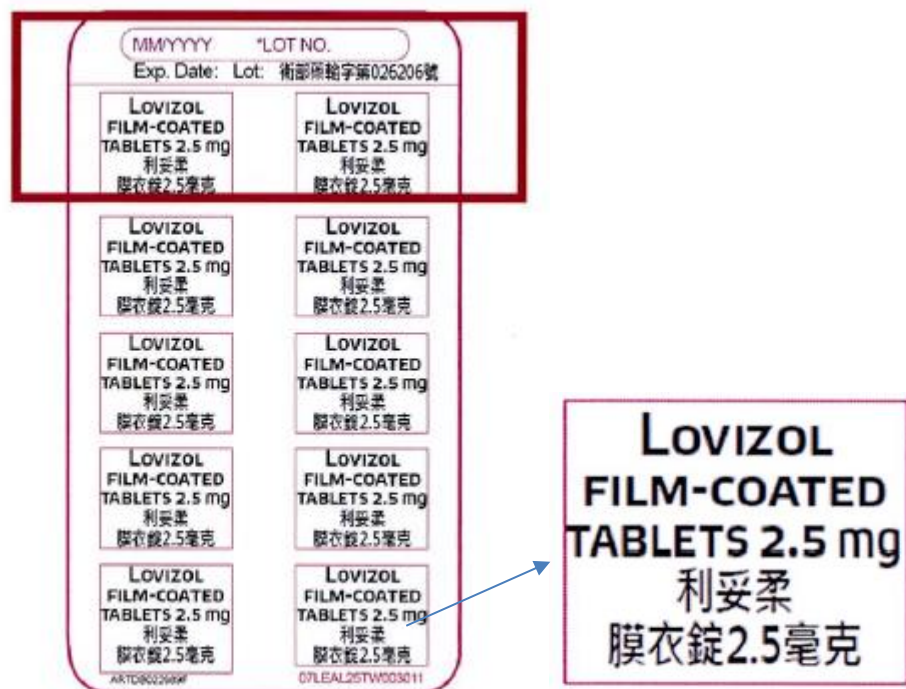 MM/YYYY *LOT NO.
Exp. Date: Lot: 衛部藥輸字第026206號
LOVIZOL LOVIZOL
FILM-COATED FILM-COATED
TABLETS 2.5 mg TABLETS 2.5 mg
利妥柔 利妥柔
膜衣錠2.5毫克 膜衣錠2.5毫克
LOVIZOL LOVIZOL
FILM-COATED FILM-COATED
TABLETS 2.5 mg TABLETS 2.5 mg
利妥柔 利妥柔
膜衣錠2.5毫克 膜衣錠2.5毫克
LOVIZOL LOVIZOL
FILM-COATED FILM-COATED
TABLETS 2.5 mg TABLETS 2.5 mg
利妥柔 利妥柔
膜衣錠2.5毫克 膜衣錠2.5毫克
LOVIZOL LOVIZOL
FILM-COATED FILM-COATED
TABLETS 2.5 mg TABLETS 2.5 mg
利妥柔 利妥柔
膜衣錠2.5毫克 膜衣錠2.5毫克
LOVIZOL LOVIZOL
FILM-COATED FILM-COATED
TABLETS 2.5 mg TABLETS 2.5 mg
利妥柔 利妥柔
膜衣錠2.5毫克 膜衣錠2.5毫克
07LEAL25TW003011
LOVIZOL
FILM-COATED
TABLETS 2.5 mg
利妥柔
膜衣錠2.5毫克